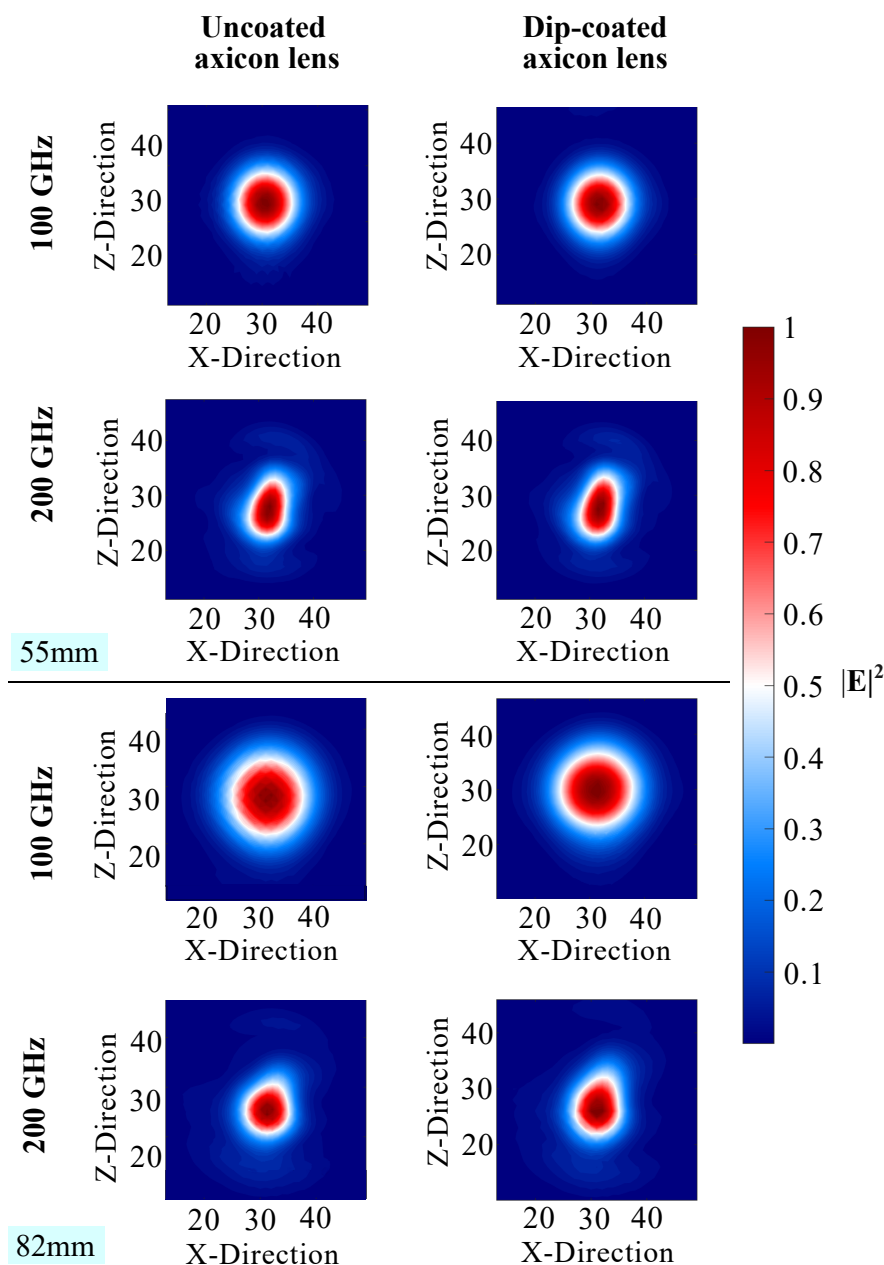 Uncoated
axicon lens
Dip-coated
axicon lens
100 GHz
Z-Direction
40
30
20
20 30 40
X-Direction
Z-Direction
40
30
20
20 30 40
X-Direction
200 GHz
Z-Direction
40
30
20
20 30 40
X-Direction
Z-Direction
40
30
20
20 30 40
X-Direction
55mm
100 GHz
Z-Direction
40
30
20
20 30 40
X-Direction
Z-Direction
40
30
20
20 30 40
X-Direction
200 GHz
Z-Direction
40
30
20
20 30 40
X-Direction
Z-Direction
40
30
20
20 30 40
X-Direction
82mm
1
0.9
0.8
0.7
0.6
0.5
0.4
0.3
0.2
0.1
|E|²